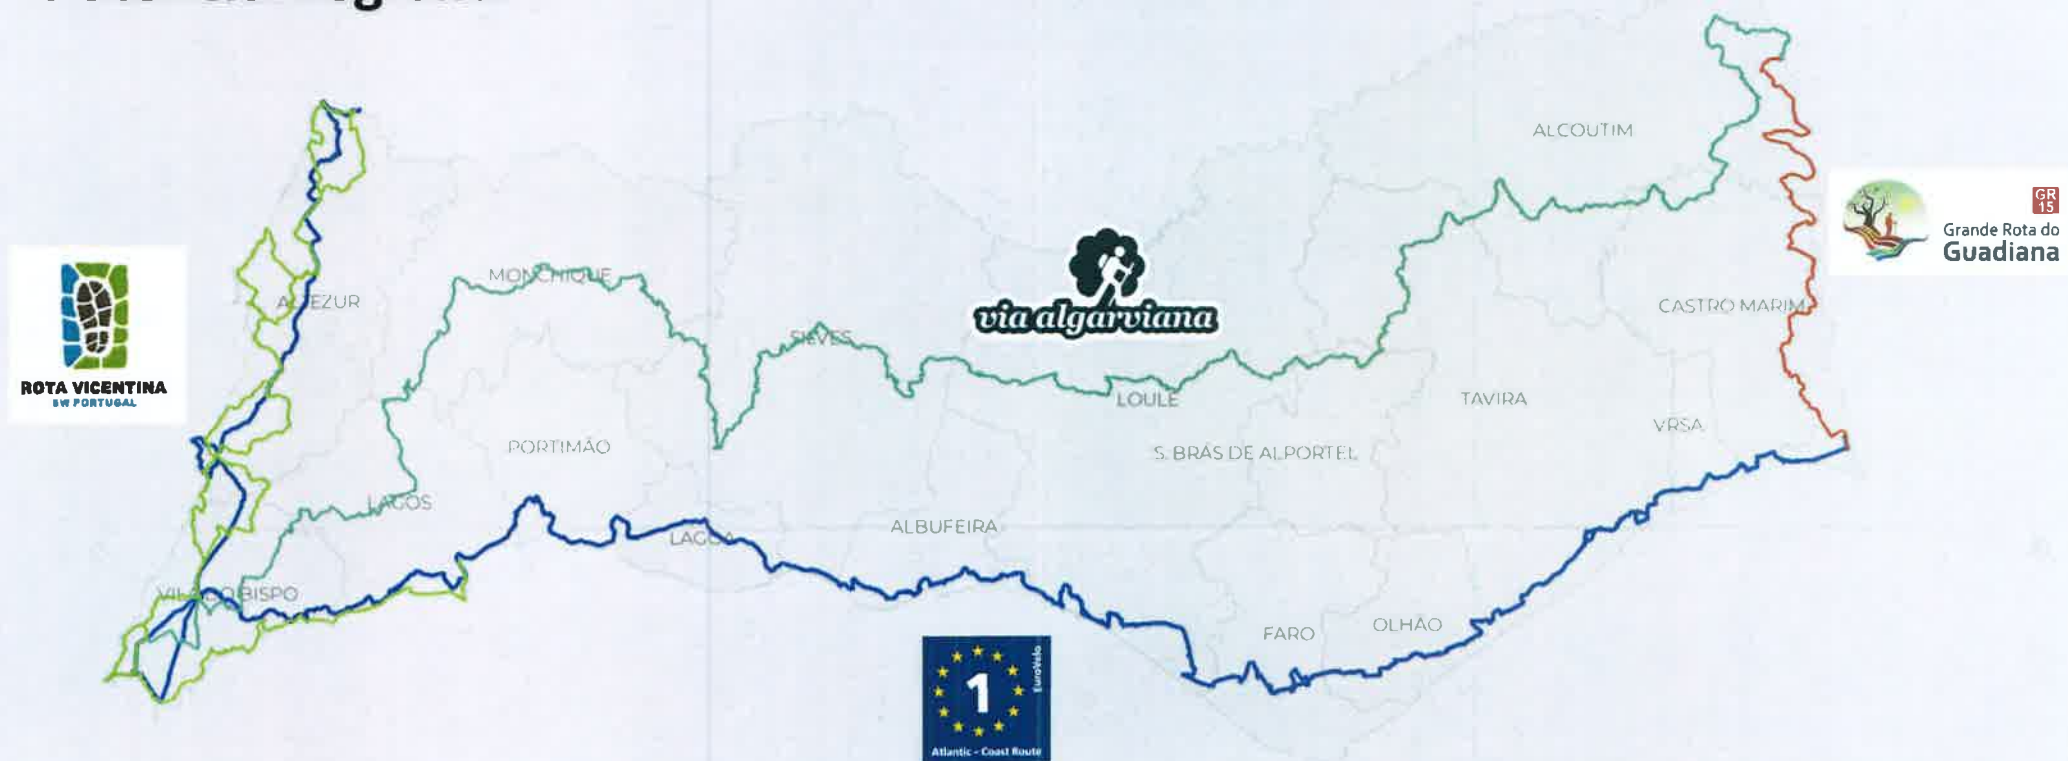 ALCOUTIM
GR
15
Grande Rota do
Guadiana
MONCHIQUE
ALJEZUR
CASTRO MARIM
via algarviana
SILVES
ROTA VICENTINA
SW PORTUGAL
LOULÉ
TAVIRA
VRSA
PORTIMÃO
S. BRÁS DE ALPORTEL
LAGOS
ALBUFEIRA
LAGOA
VILA DO BISPO
FARO
OLHÃO
EuroVelo
1
Atlantic - Coast Route